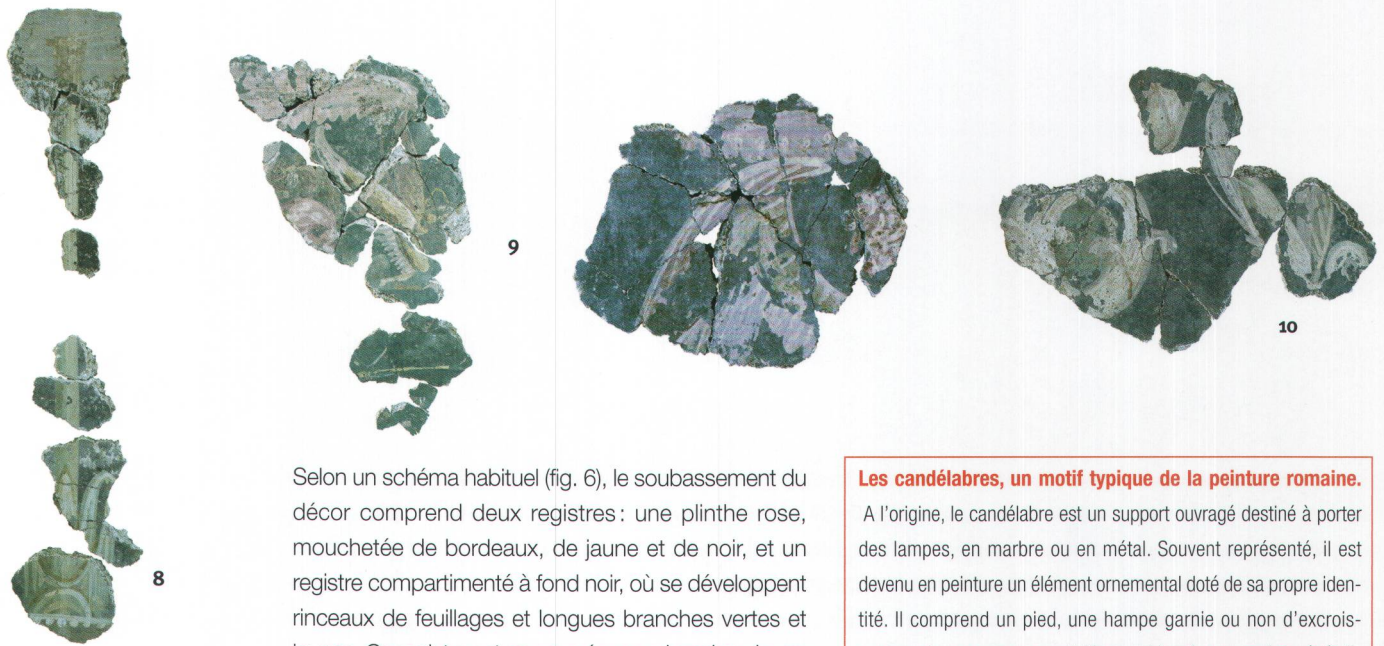 9
10
8
Selon un schéma habituel (fig. 6), le soubassement du
décor comprend deux registres : une plinthe rose,
mouchetée de bordeaux, de jaune et de noir, et un
registre compartimenté à fond noir, où se développent
rinceaux de feuillages et longues branches vertes et
Les candélabres, un motif typique de la peinture romaine.
A l'origine, le candélabre est un support ouvragé destiné à porter
des lampes, en marbre ou en métal. Souvent représenté, il est
devenu en peinture un élément ornemental doté de sa propre iden-
tité. Il comprend un pied, une hampe garnie ou non d'excrois-